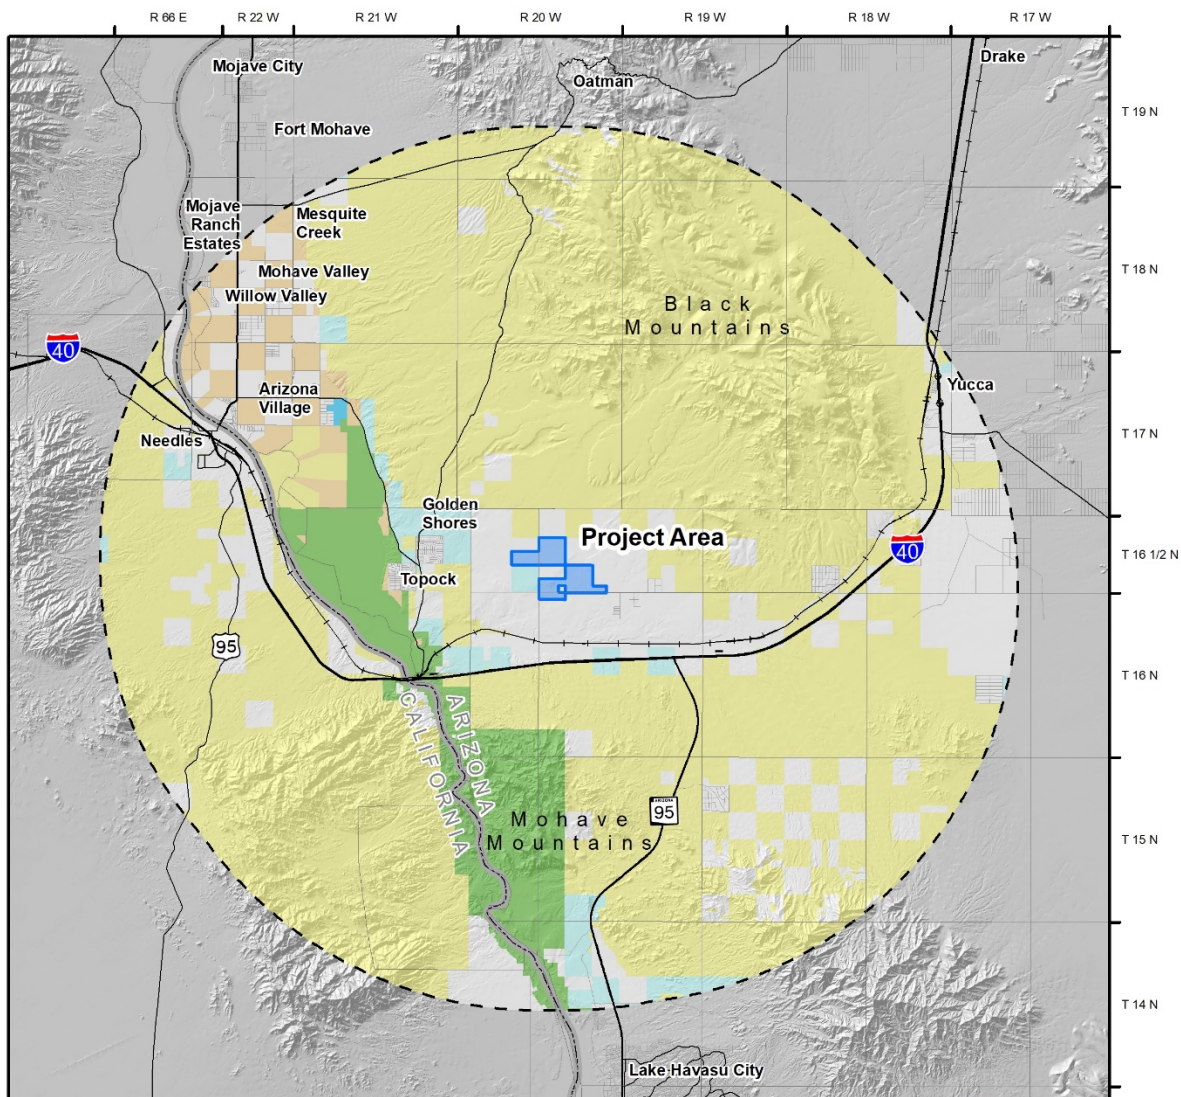 R 66 E
R 22 W
R 21 W
R 20 W
R 19 W
R 18 W
R 17 W
Mojave City
Oatman
Drake
T 19 N
Fort Mohave
Mojave
Ranch
Estates
Mesquite
Creek
Mohave Valley
T 18 N
Willow Valley
Black
Mountains
40
Arizona
Village
Yucca
Needles
T 17 N
Golden
Shores
Project Area
40
T 16 1/2 N
Topock
95
T 16 N
ARIZONA
CALIFORNIA
ARIZONA
95
Mohave
Mountains
T 15 N
T 14 N
Lake Havasu City